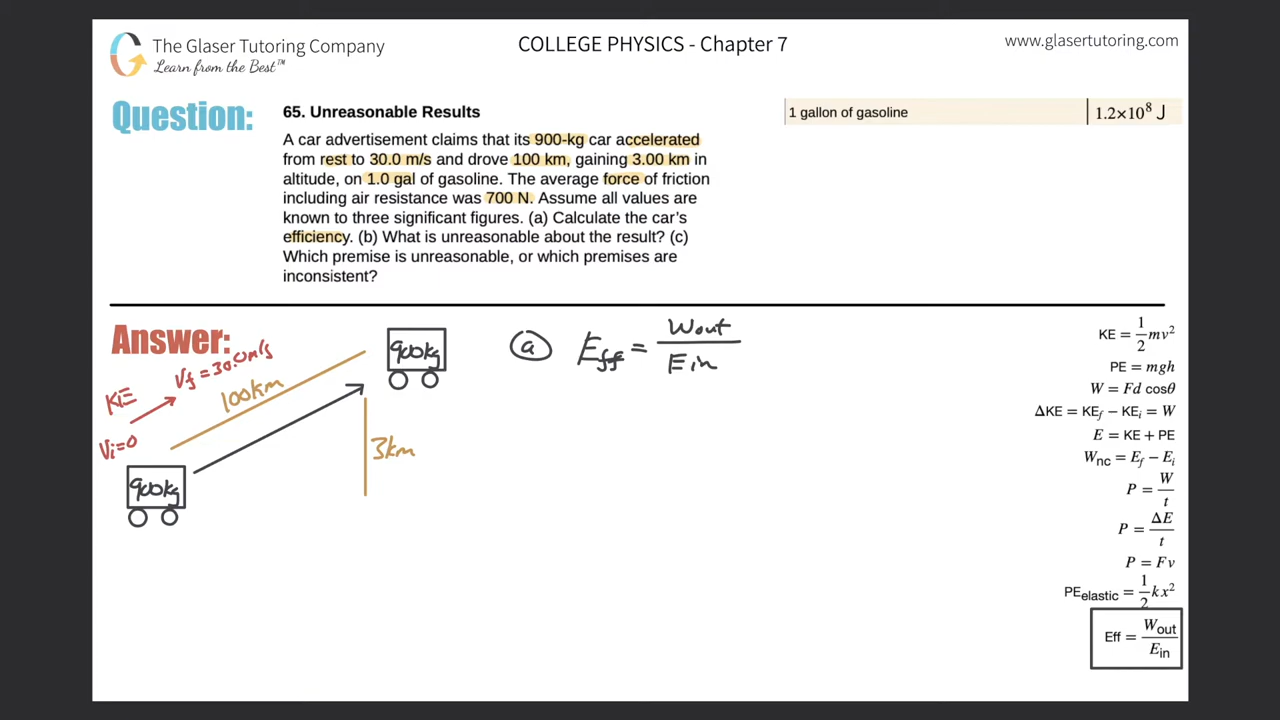 The Glaser Tutoring Company
Learn from the Best™
COLLEGE PHYSICS - Chapter 7
www.glasertutoring.com
Question:
65. Unreasonable Results
A car advertisement claims that its 900-kg car accelerated
from rest to 30.0 m/s and drove 100 km, gaining 3.00 km in
altitude, on 1.0 gal of gasoline. The average force of friction
including air resistance was 700 N. Assume all values are
known to three significant figures. (a) Calculate the car's
efficiency. (b) What is unreasonable about the result? (c)
Which premise is unreasonable, or which premises are
inconsistent?
1 gallon of gasoline 1.2×10⁸ J
Answer:
KE
Vf = 30.0m/s
Vi=0
100km
3km
900kg
900kg
(a) Eff = Wout / Ein
KE = 1/2 mv²
PE = mgh
W = Fd cosθ
ΔKE = KEf − KEi = W
E = KE + PE
Wnc = Ef − Ei
P = W/t
P = ΔE/t
P = Fv
PEelastic = 1/2 kx²
Eff = Wout/Ein